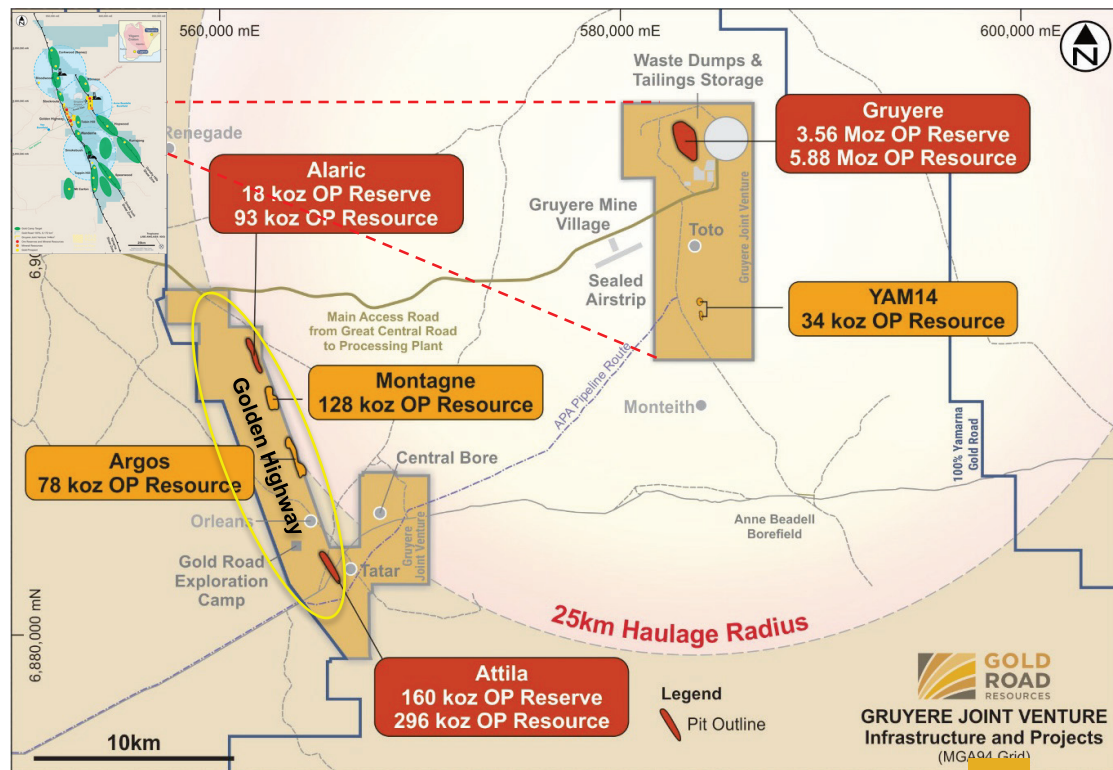 560,000 mE
580,000 mE
600,000 mE
N
Waste Dumps &
Tailings Storage
Gruyere
3.56 Moz OP Reserve
5.88 Moz OP Resource
Renegade
Alaric
18 koz OP Reserve
93 koz OP Resource
Gruyere Mine
Village
Gruyere Joint Venture
Toto
Sealed
Airstrip
YAM14
34 koz OP Resource
Main Access Road
from Great Central Road
to Processing Plant
APA Pipeline Route
Montagne
128 koz OP Resource
Golden Highway
Monteith
100% Yamarna
Gold Road
Argos
78 koz OP Resource
Central Bore
Orleans
Gruyere
Joint Venture
Anne Beadell
Borefield
Gold Road
Exploration
Camp
Tatar
25km Haulage Radius
6,880,000 mN
Attila
160 koz OP Reserve
296 koz OP Resource
Legend
Pit Outline
GOLD
ROAD
RESOURCES
GRUYERE JOINT VENTURE
Infrastructure and Projects
(MGA94 Grid)
10km